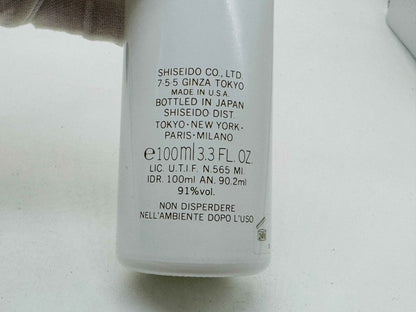 SHISEIDO CO., LTD.
7·5·5 GINZA TOKYO
MADE IN U.S.A.
BOTTLED IN JAPAN
SHISEIDO DIST.
TOKYO-NEW YORK-
PARIS-MILANO
℮100ml 3.3 FL. OZ.
LIC. U.T.I.F. N.565 MI.
IDR. 100ml AN. 90.2ml
91%vol.
NON DISPERDERE
NELL'AMBIENTE DOPO L'USO